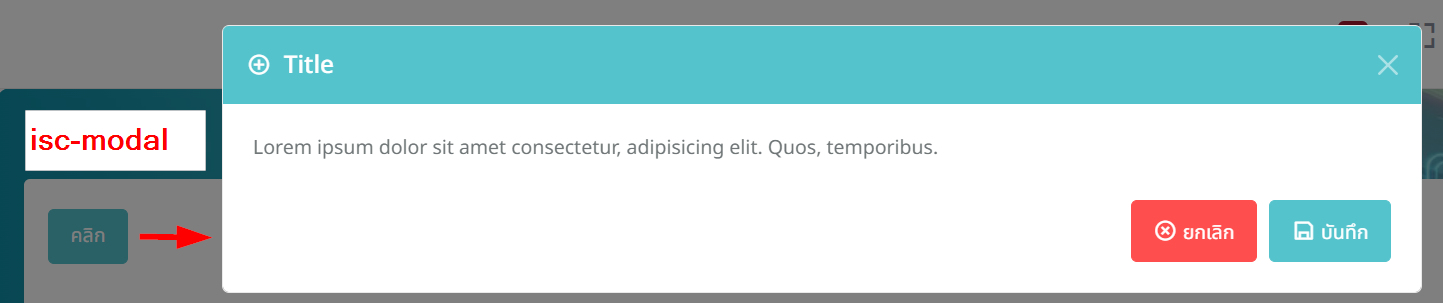 Title
isc-modal
Lorem ipsum dolor sit amet consectetur, adipisicing elit. Quos, temporibus.
คลิก
ยกเลิก
บันทึก